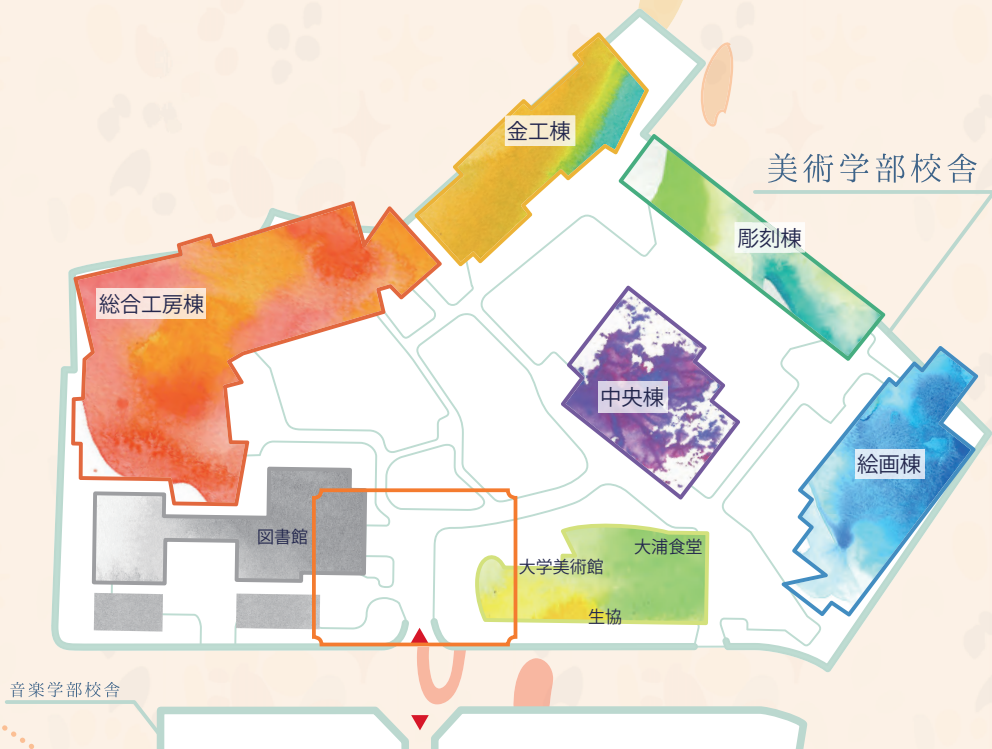 金工棟
美術学部校舎
彫刻棟
総合工房棟
中央棟
絵画棟
図書館
大浦食堂
大学美術館
生協
音楽学部校舎